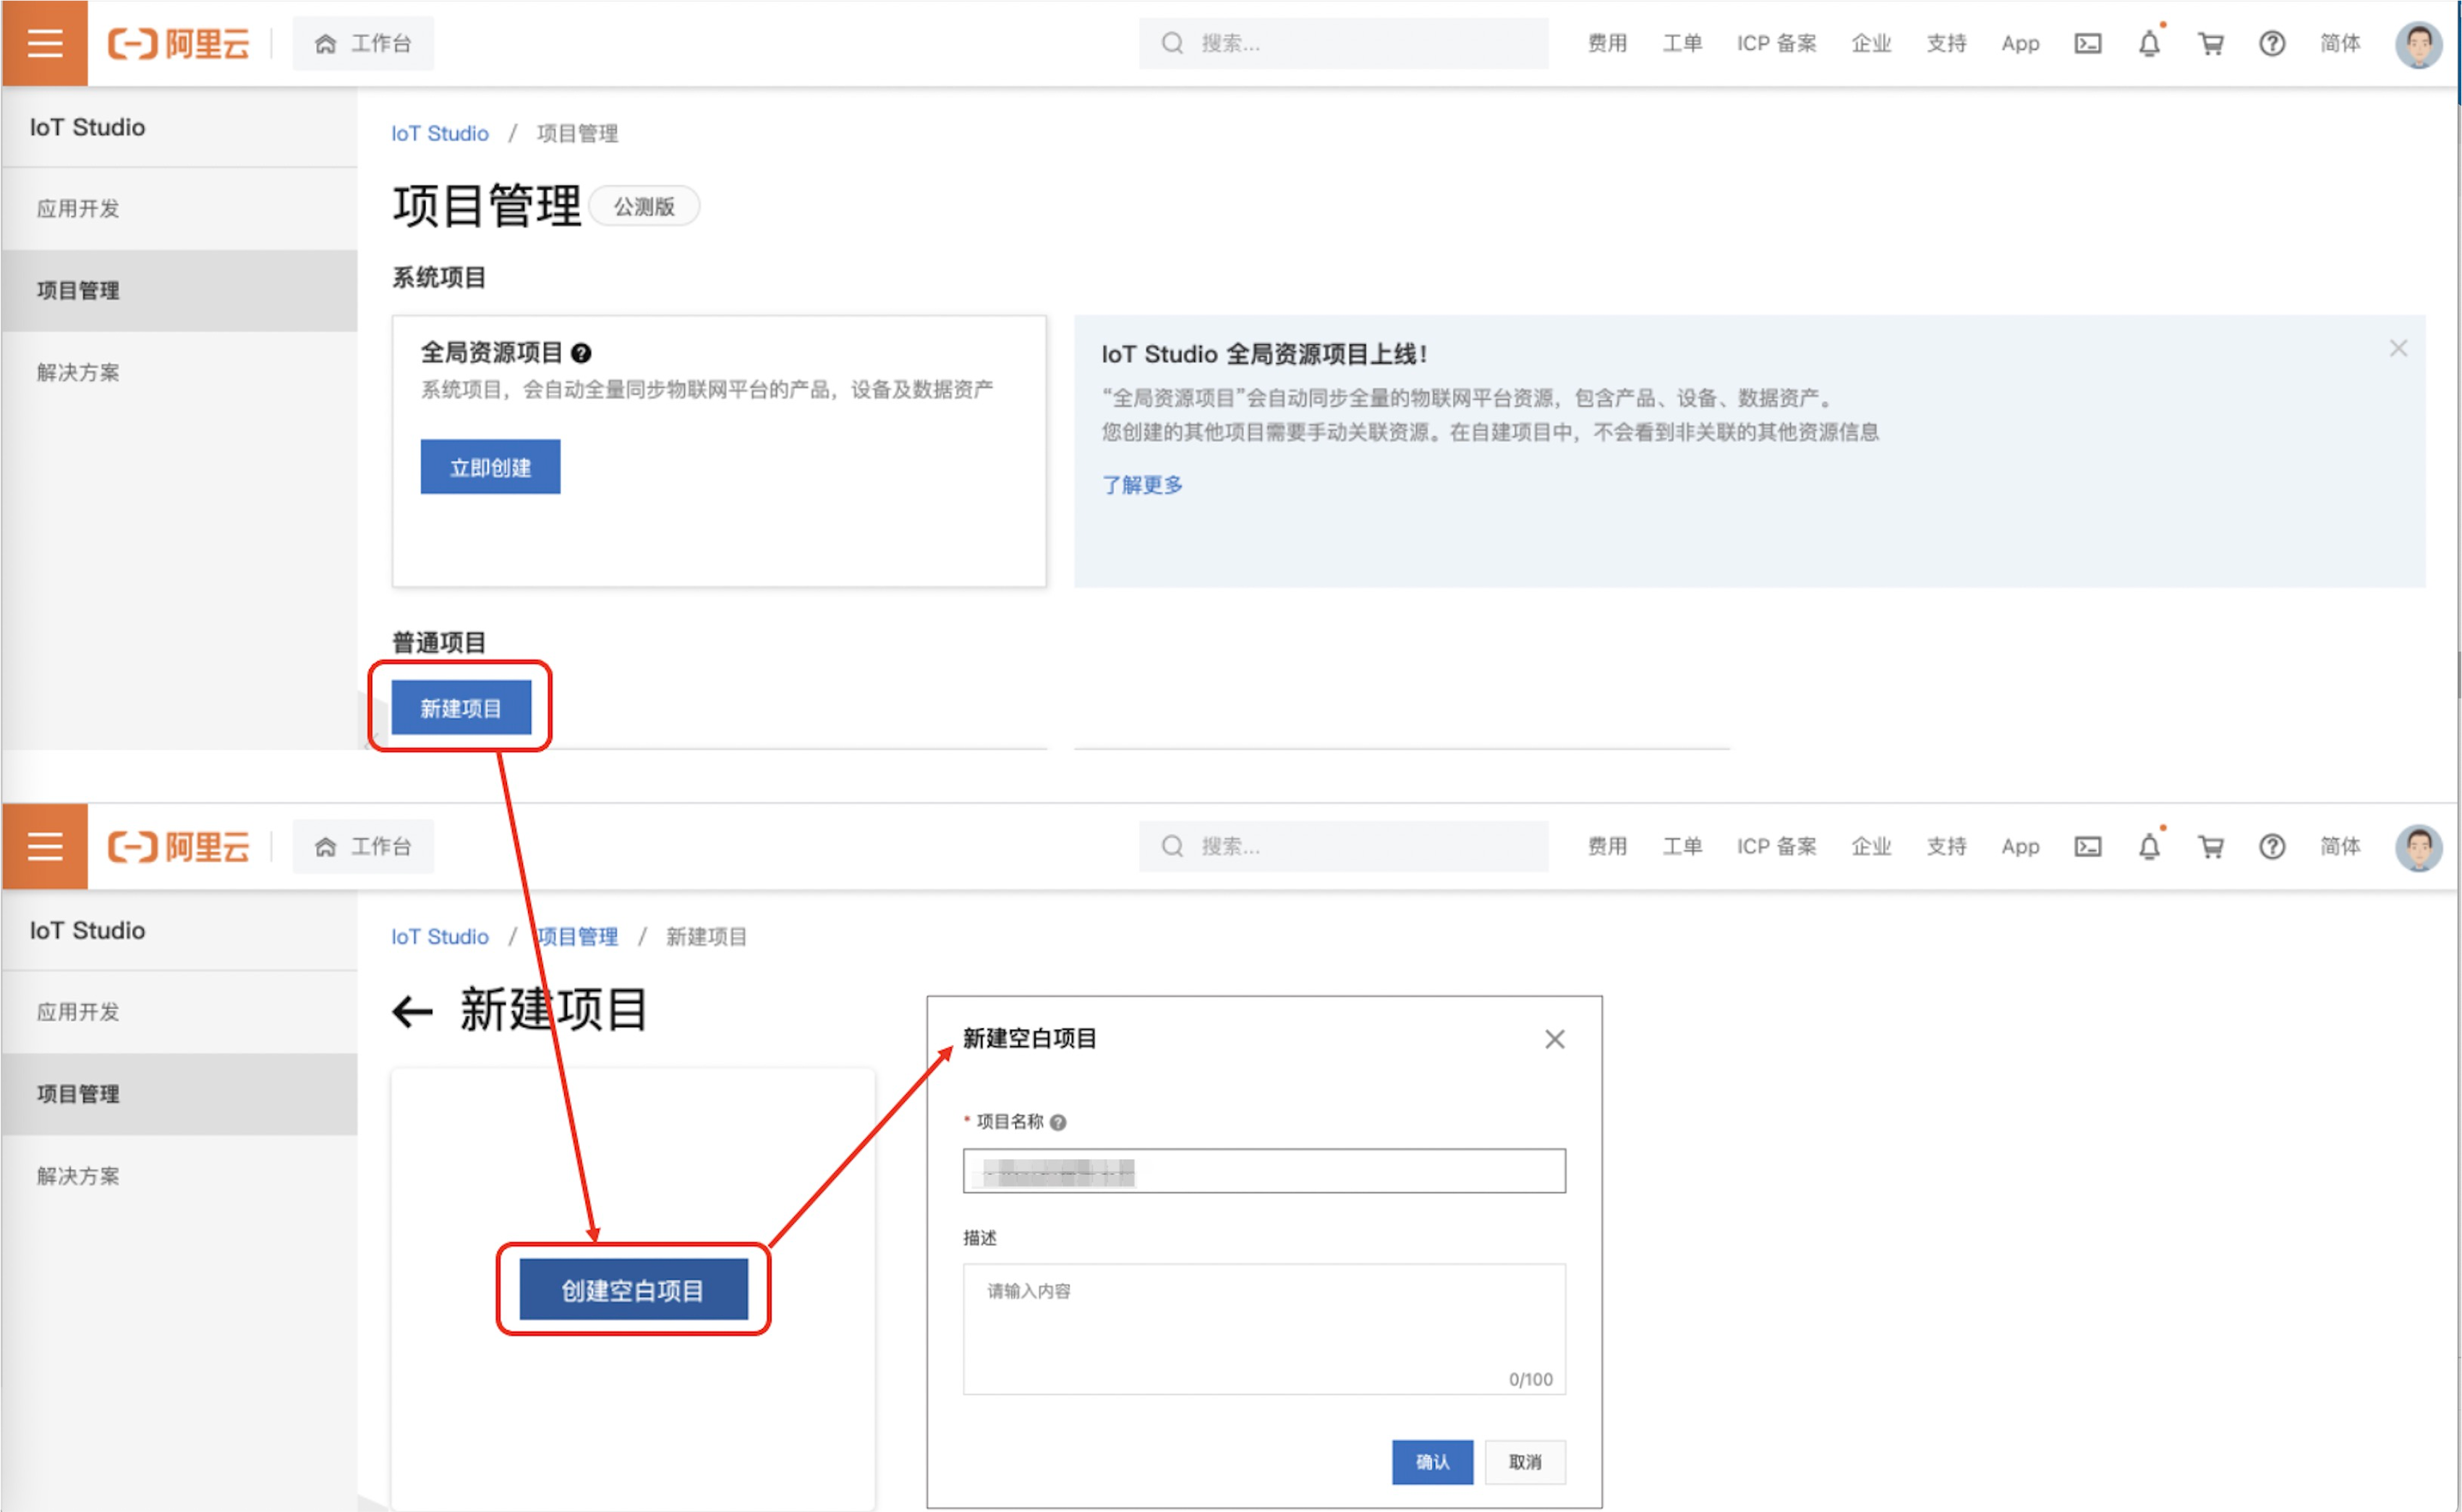 阿里云 工作台 搜索... 费用 工单 ICP 备案 企业 支持 App 简体
IoT Studio
应用开发
项目管理
解决方案
IoT Studio / 项目管理
项目管理 公测版
系统项目
全局资源项目
系统项目，会自动全量同步物联网平台的产品，设备及数据资产
立即创建
IoT Studio 全局资源项目上线！
“全局资源项目”会自动同步全量的物联网平台资源，包含产品、设备、数据资产。
您创建的其他项目需要手动关联资源。在自建项目中，不会看到非关联的其他资源信息
了解更多
普通项目
新建项目
阿里云 工作台 搜索... 费用 工单 ICP 备案 企业 支持 App 简体
IoT Studio
应用开发
项目管理
解决方案
IoT Studio / 项目管理 / 新建项目
新建项目
创建空白项目
新建空白项目
* 项目名称
描述
请输入内容
0/100
确认 取消